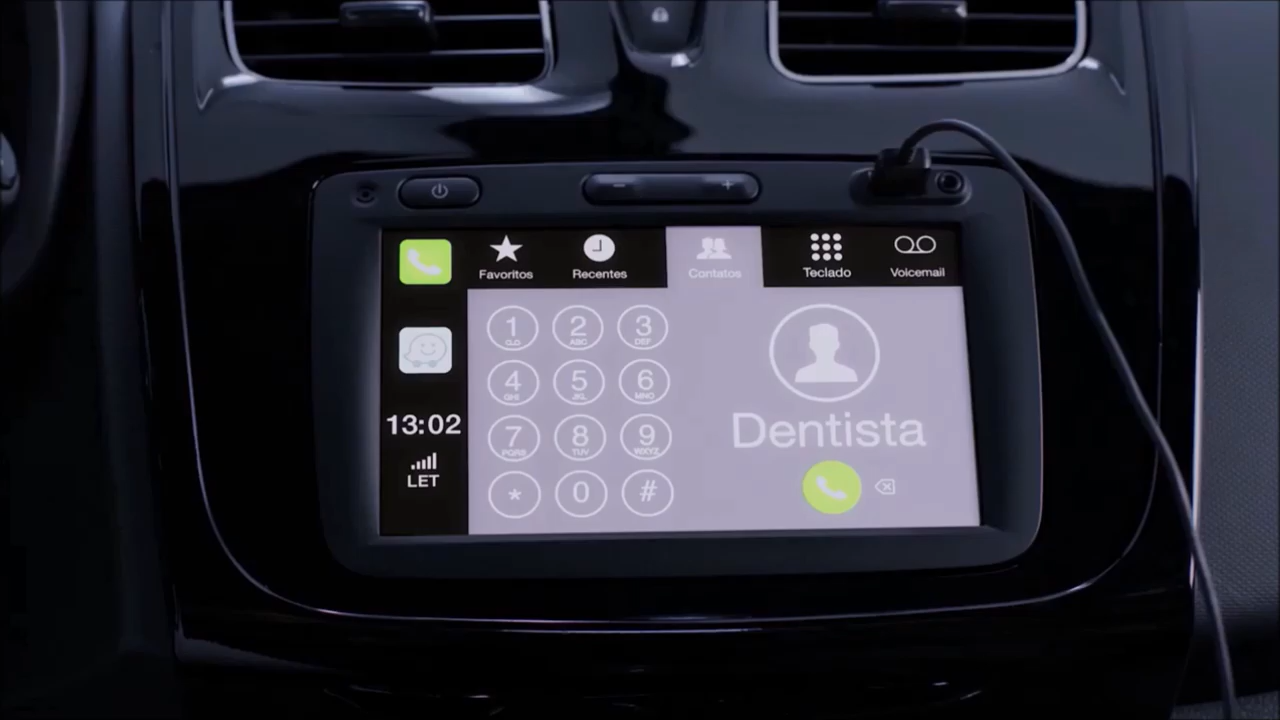 − +
Favoritos
Recentes
Contatos
Teclado
Voicemail
1 2 3
ABC DEF
4 5 6
GHI JKL MNO
7 8 9
PQRS TUV WXYZ
* 0 #
Dentista
13:02
LET